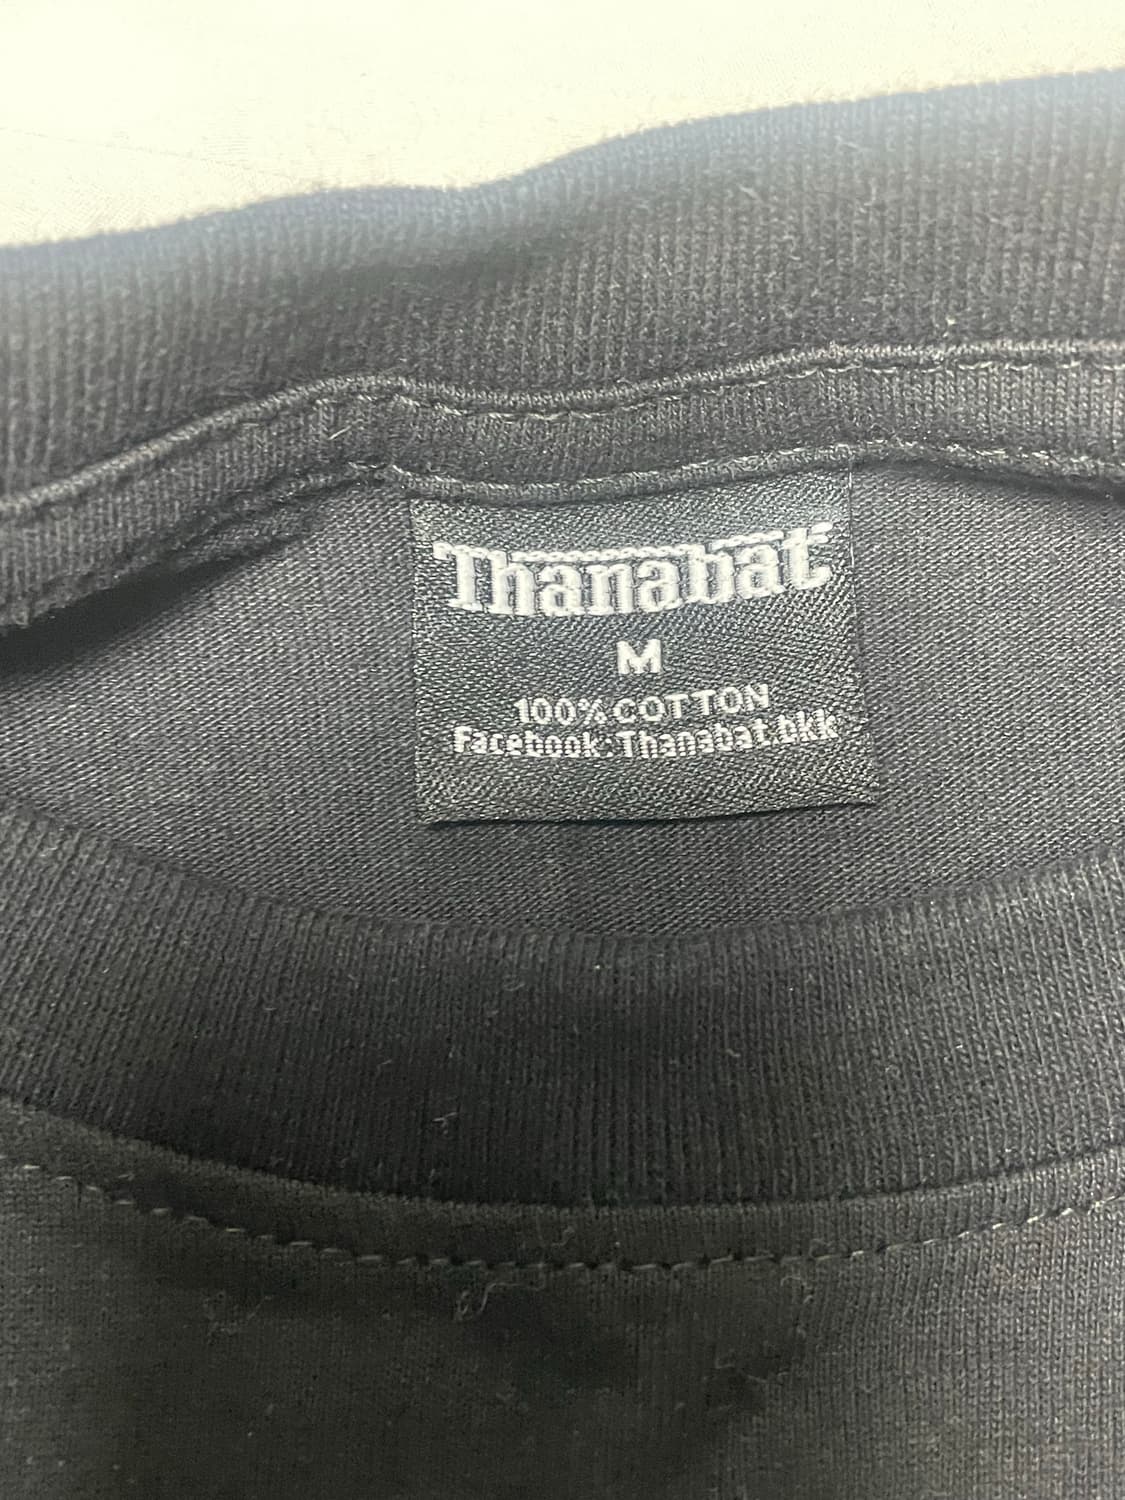 Thanabat
M
100% COTTON
Facebook:Thanabat.bkk